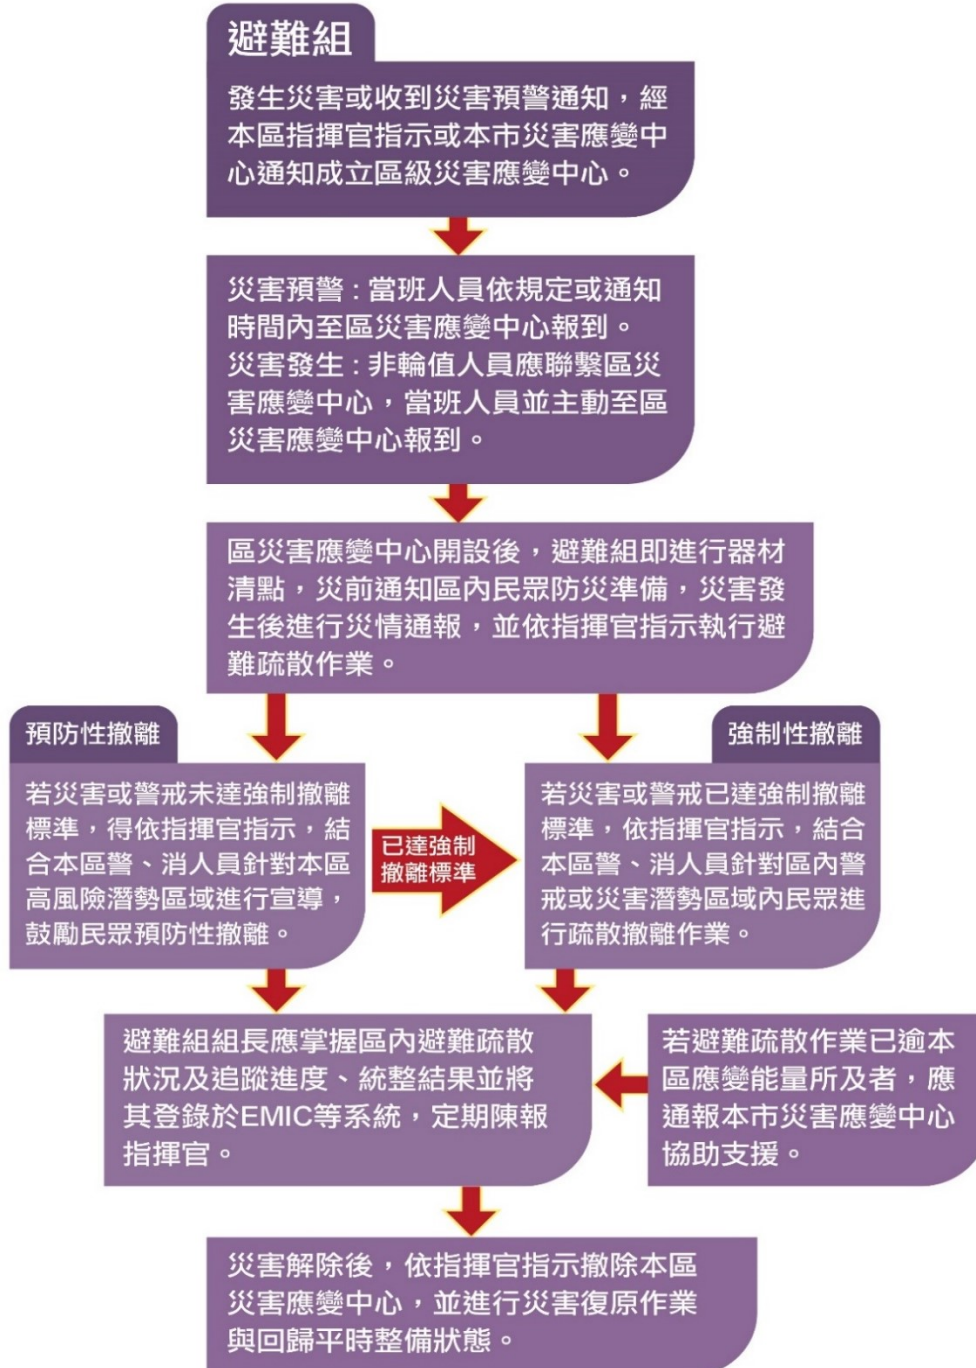 避難組
發生災害或收到災害預警通知，經
本區指揮官指示或本市災害應變中
心通知成立區級災害應變中心。
災害預警：當班人員依規定或通知
時間內至區災害應變中心報到。
災害發生：非輪值人員應聯繫區災
害應變中心，當班人員並主動至區
災害應變中心報到。
區災害應變中心開設後，避難組即進行器材
清點，災前通知區內民眾防災準備，災害發
生後進行災情通報，並依指揮官指示執行避
難疏散作業。
預防性撤離
若災害或警戒未達強制撤離
標準，得依指揮官指示，結
合本區警、消人員針對本區
高風險潛勢區域進行宣導，
鼓勵民眾預防性撤離。
已達強制
撤離標準
強制性撤離
若災害或警戒已達強制撤離
標準，依指揮官指示，結合
本區警、消人員針對區內警
戒或災害潛勢區域內民眾進
行疏散撤離作業。
避難組組長應掌握區內避難疏散
狀況及追蹤進度、統整結果並將
其登錄於EMIC等系統，定期陳報
指揮官。
若避難疏散作業已逾本
區應變能量所及者，應
通報本市災害應變中心
協助支援。
災害解除後，依指揮官指示撤除本區
災害應變中心，並進行災害復原作業
與回歸平時整備狀態。